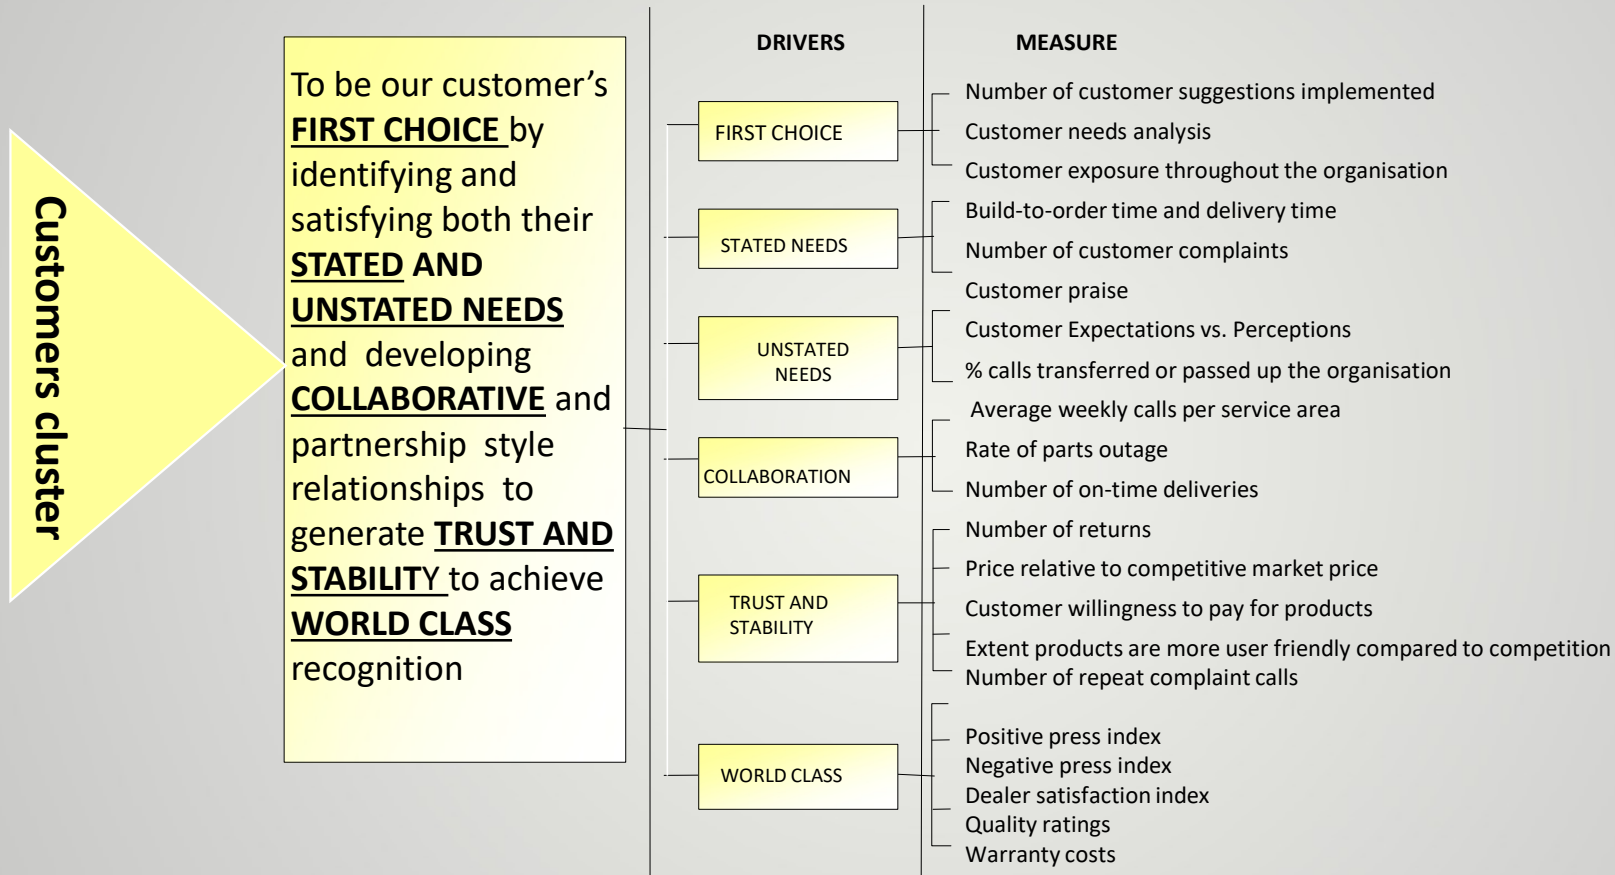 Customers cluster
To be our customer’s
FIRST CHOICE by
identifying and
satisfying both their
STATED AND
UNSTATED NEEDS
and developing
COLLABORATIVE and
partnership style
relationships to
generate TRUST AND
STABILITY to achieve
WORLD CLASS
recognition
DRIVERS
FIRST CHOICE
STATED NEEDS
UNSTATED
NEEDS
COLLABORATION
TRUST AND
STABILITY
WORLD CLASS
MEASURE
Number of customer suggestions implemented
Customer needs analysis
Customer exposure throughout the organisation
Build-to-order time and delivery time
Number of customer complaints
Customer praise
Customer Expectations vs. Perceptions
% calls transferred or passed up the organisation
Average weekly calls per service area
Rate of parts outage
Number of on-time deliveries
Number of returns
Price relative to competitive market price
Customer willingness to pay for products
Extent products are more user friendly compared to competition
Number of repeat complaint calls
Positive press index
Negative press index
Dealer satisfaction index
Quality ratings
Warranty costs